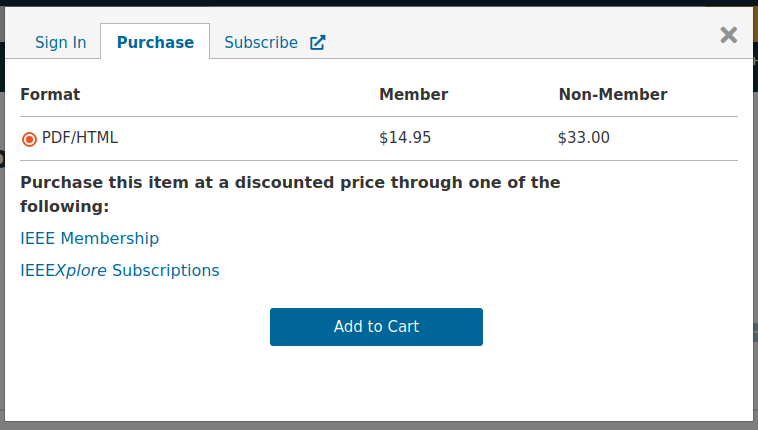 Sign In Purchase Subscribe
Format Member Non-Member
PDF/HTML $14.95 $33.00
Purchase this item at a discounted price through one of the
following:
IEEE Membership
IEEEXplore Subscriptions
Add to Cart